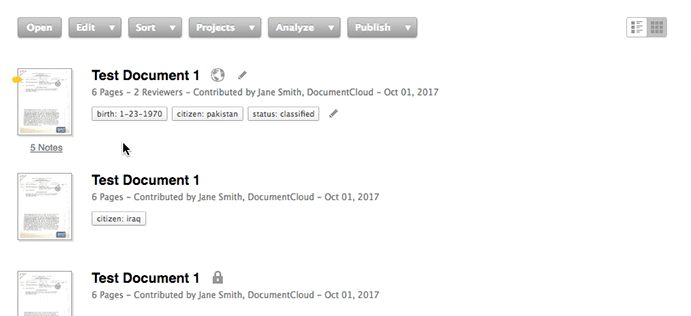 Open Edit Sort Projects Analyze Publish
Test Document 1
6 Pages – 2 Reviewers – Contributed by Jane Smith, DocumentCloud – Oct 01, 2017
birth: 1-23-1970 citizen: pakistan status: classified
5 Notes
Test Document 1
6 Pages – Contributed by Jane Smith, DocumentCloud – Oct 01, 2017
citizen: iraq
Test Document 1
6 Pages – Contributed by Jane Smith, DocumentCloud – Oct 01, 2017